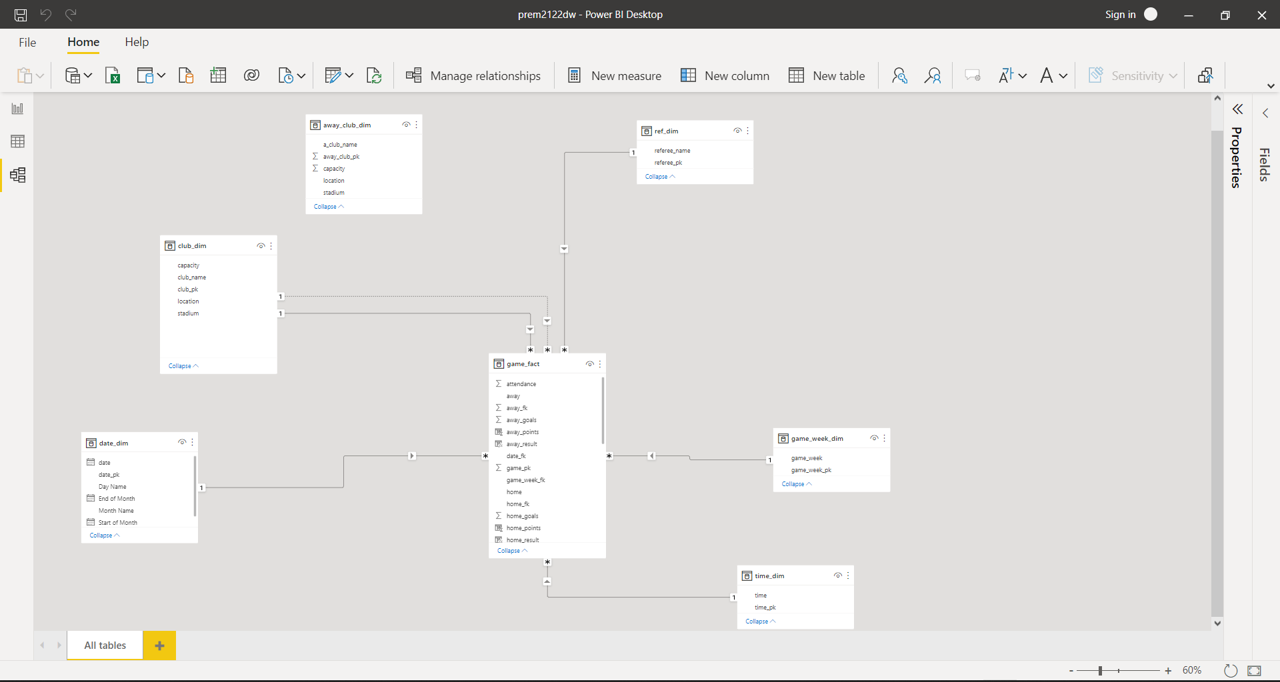 prem2122dw - Power BI Desktop
Sign in
File
Home
Help
Manage relationships
New measure
New column
New table
Sensitivity
away_club_dim
a_club_name
away_club_pk
capacity
location
stadium
Collapse
ref_dim
referee_name
referee_pk
Collapse
1
club_dim
capacity
club_name
club_pk
location
stadium
Collapse
1
1
*
*
*
game_fact
attendance
away
away_fk
away_goals
away_points
away_result
date_fk
game_pk
game_week_fk
home
home_fk
home_goals
home_points
home_result
Collapse
date_dim
date
date_pk
Day Name
End of Month
Month Name
Start of Month
Collapse
1
*
*
1
game_week_dim
game_week
game_week_pk
Collapse
*
1
time_dim
time
time_pk
Collapse
Properties
Fields
All tables
+
-
+
60%